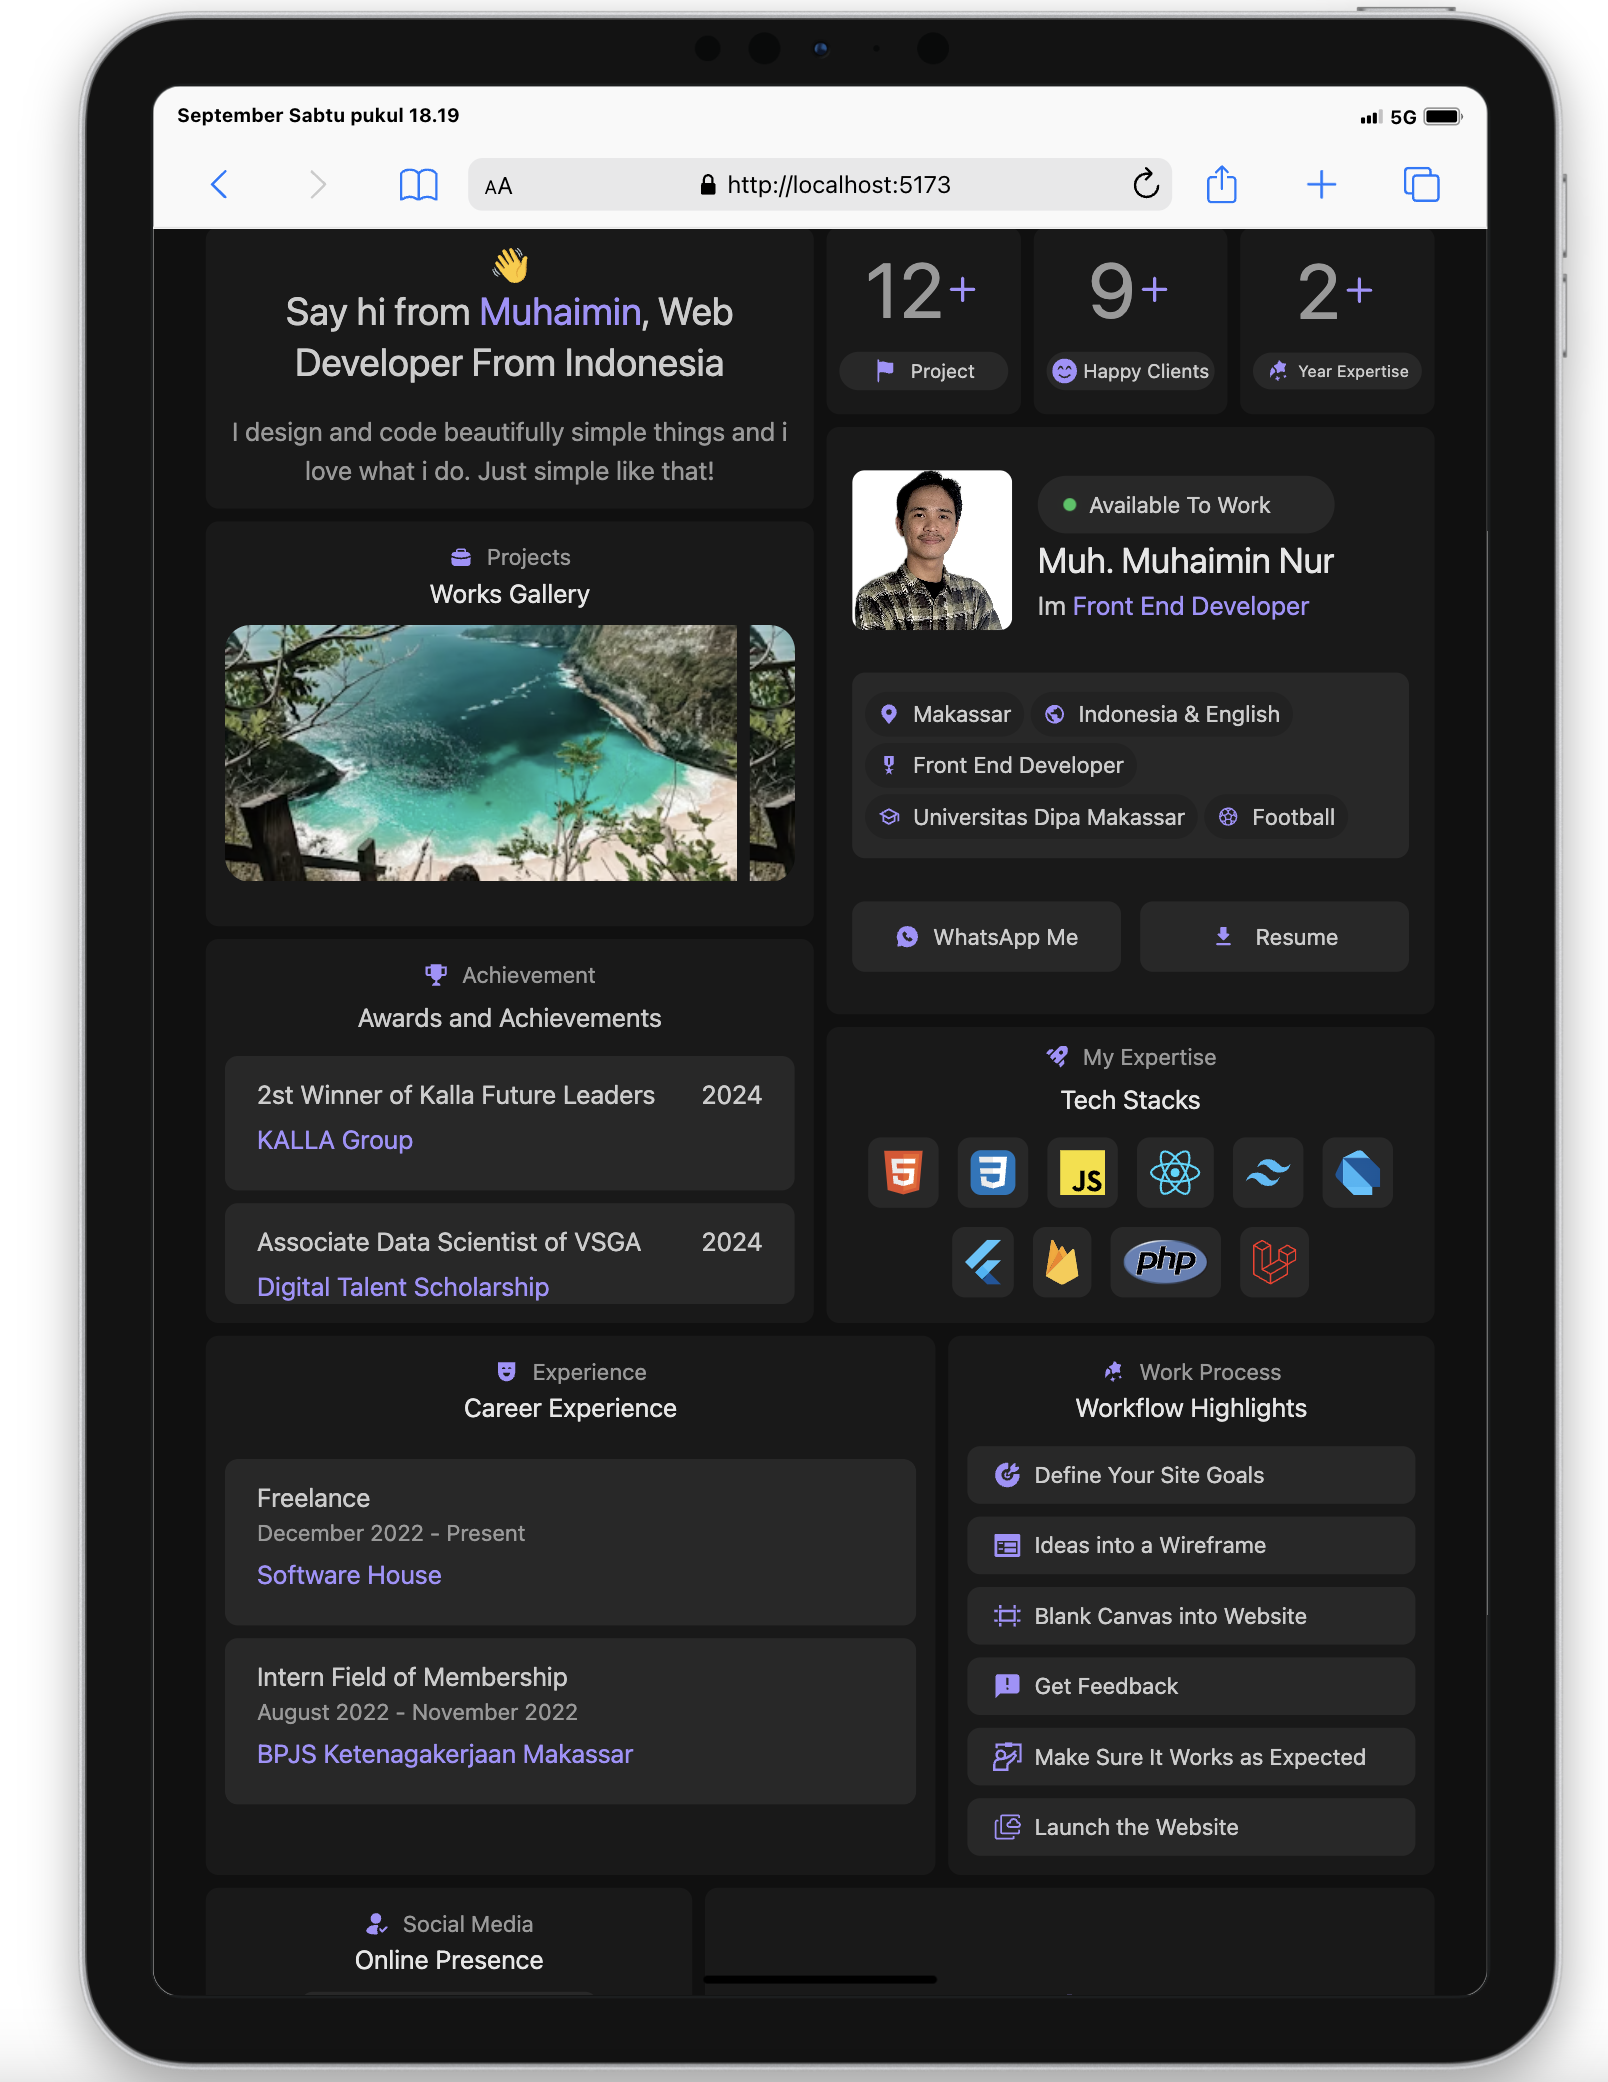 September Sabtu pukul 18.19
5G
AA
http://localhost:5173
Say hi from Muhaimin, Web
Developer From Indonesia
I design and code beautifully simple things and i
love what i do. Just simple like that!
12+
Project
9+
Happy Clients
2+
Year Expertise
Available To Work
Muh. Muhaimin Nur
Im Front End Developer
Makassar
Indonesia & English
Front End Developer
Universitas Dipa Makassar
Football
WhatsApp Me
Resume
Projects
Works Gallery
Achievement
Awards and Achievements
2st Winner of Kalla Future Leaders
2024
KALLA Group
Associate Data Scientist of VSGA
2024
Digital Talent Scholarship
My Expertise
Tech Stacks
5
3
JS
php
Experience
Career Experience
Freelance
December 2022 - Present
Software House
Intern Field of Membership
August 2022 - November 2022
BPJS Ketenagakerjaan Makassar
Work Process
Workflow Highlights
Define Your Site Goals
Ideas into a Wireframe
Blank Canvas into Website
Get Feedback
Make Sure It Works as Expected
Launch the Website
Social Media
Online Presence